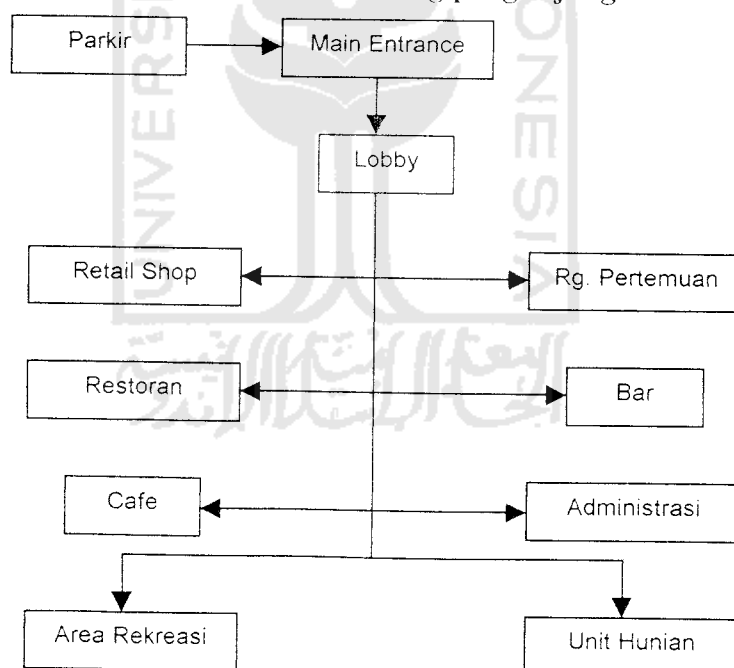 Parkir
Main Entrance
Lobby
Retail Shop
Rg. Pertemuan
Restoran
Bar
Cafe
Administrasi
Area Rekreasi
Unit Hunian